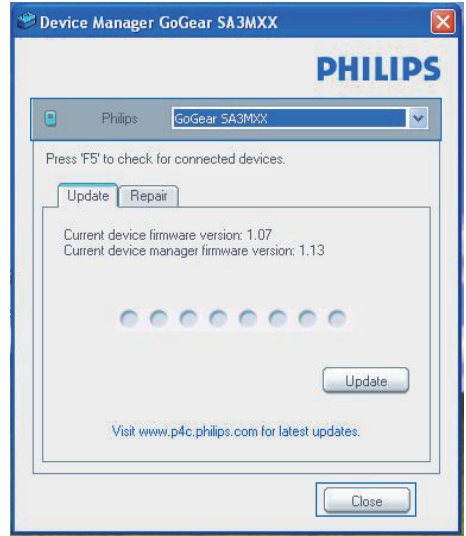 Device Manager GoGear SA3MXX
PHILIPS
Philips GoGear SA3MXX
Press 'F5' to check for connected devices.
Update Repair
Current device firmware version: 1.07
Current device manager firmware version: 1.13
Update
Visit www.p4c.philips.com for latest updates.
Close